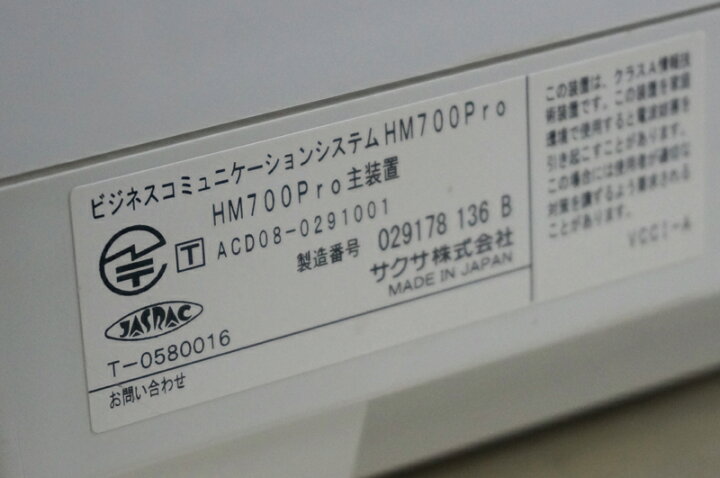 ビジネスコミュニケーションシステムHM700Pro
HM700Pro主装置
T ACD08-0291001
製造番号 029178 136 B
サクサ株式会社
MADE IN JAPAN
JASRAC
T-0580016
お問い合わせ
この装置は、クラスA情報技
術装置です。この装置を家庭
環境で使用すると電波妨害を
引き起こすことがあります。
この場合には使用者が適切な
対策を講ずるよう要求される
ことがあります。
VCCI-A